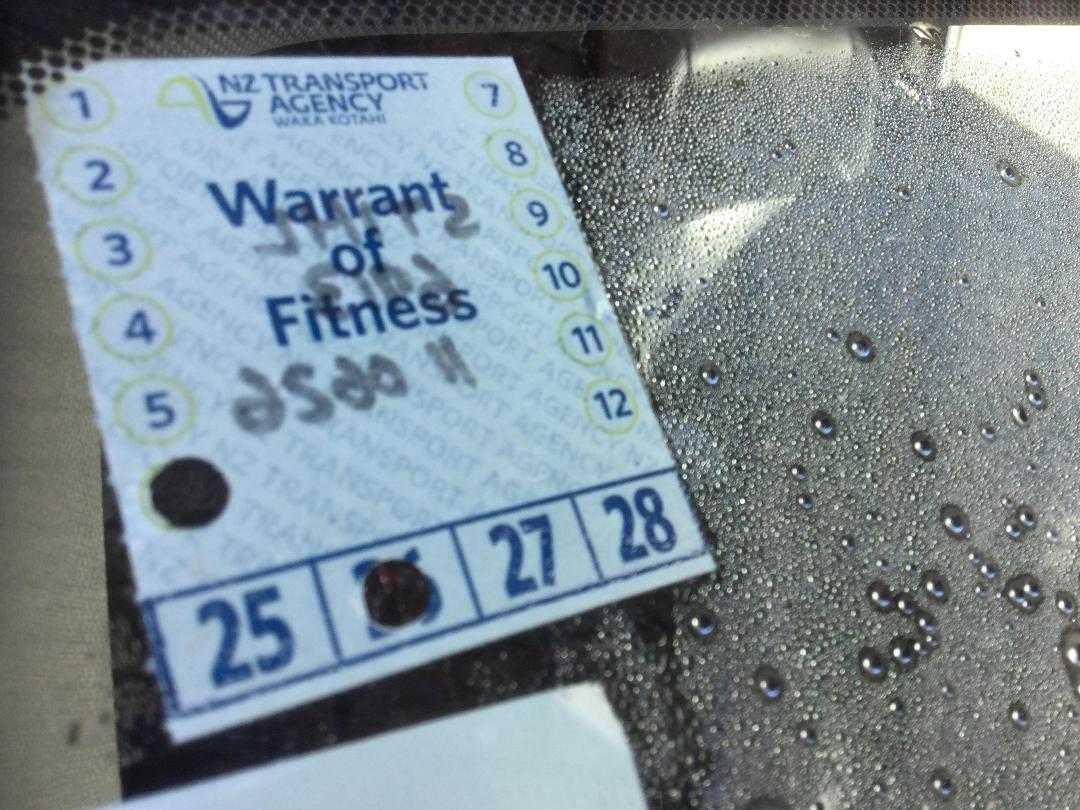 1
NZ TRANSPORT
AGENCY
WAKA KOTAHI
7
2
8
Warrant
3
9
of
10
Fitness
4
11
5
12
25
27
28